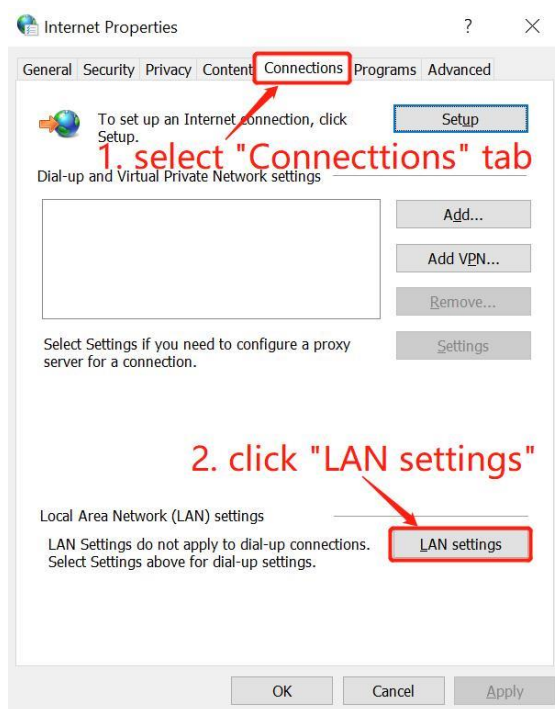 Internet Properties ? ×
General Security Privacy Content Connections Programs Advanced
To set up an Internet connection, click
Setup.
Setup
1. select "Connecttions" tab
Dial-up and Virtual Private Network settings
Add...
Add VPN...
Remove...
Select Settings if you need to configure a proxy
server for a connection.
Settings
2. click "LAN settings"
Local Area Network (LAN) settings
LAN Settings do not apply to dial-up connections.
Select Settings above for dial-up settings.
LAN settings
OK Cancel Apply